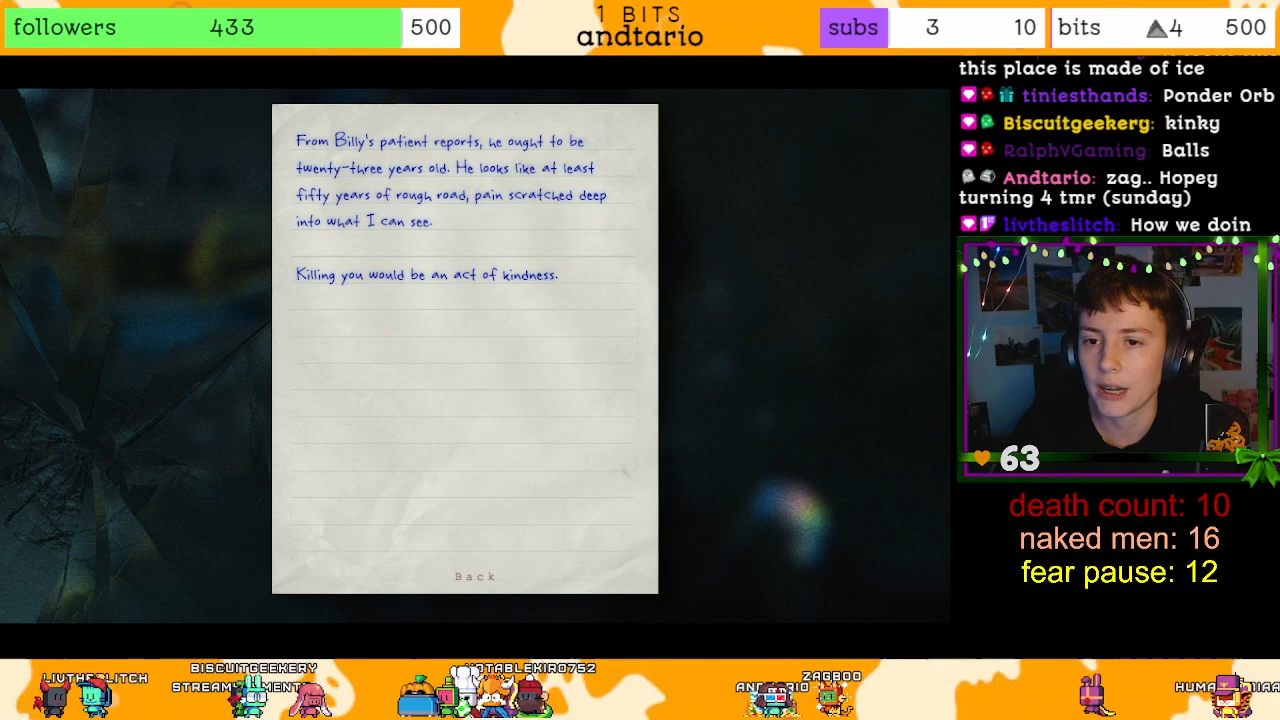 followers 433 500
1 BITS
andtario
subs 3 10
bits 4 500
this place is made of ice
tiniesthands: Ponder Orb
Biscuitgeekery: kinky
RalphVGaming: Balls
Andtario: zag.. Hopey
turning 4 tmr (sunday)
livtheslitch: How we doin
From Billy's patient reports, he ought to be
twenty-three years old. He looks like at least
fifty years of rough road, pain scratched deep
into what I can see.
Killing you would be an act of kindness.
Back
63
death count: 10
naked men: 16
fear pause: 12
BISCUITGEEKERY
ZAGBOO